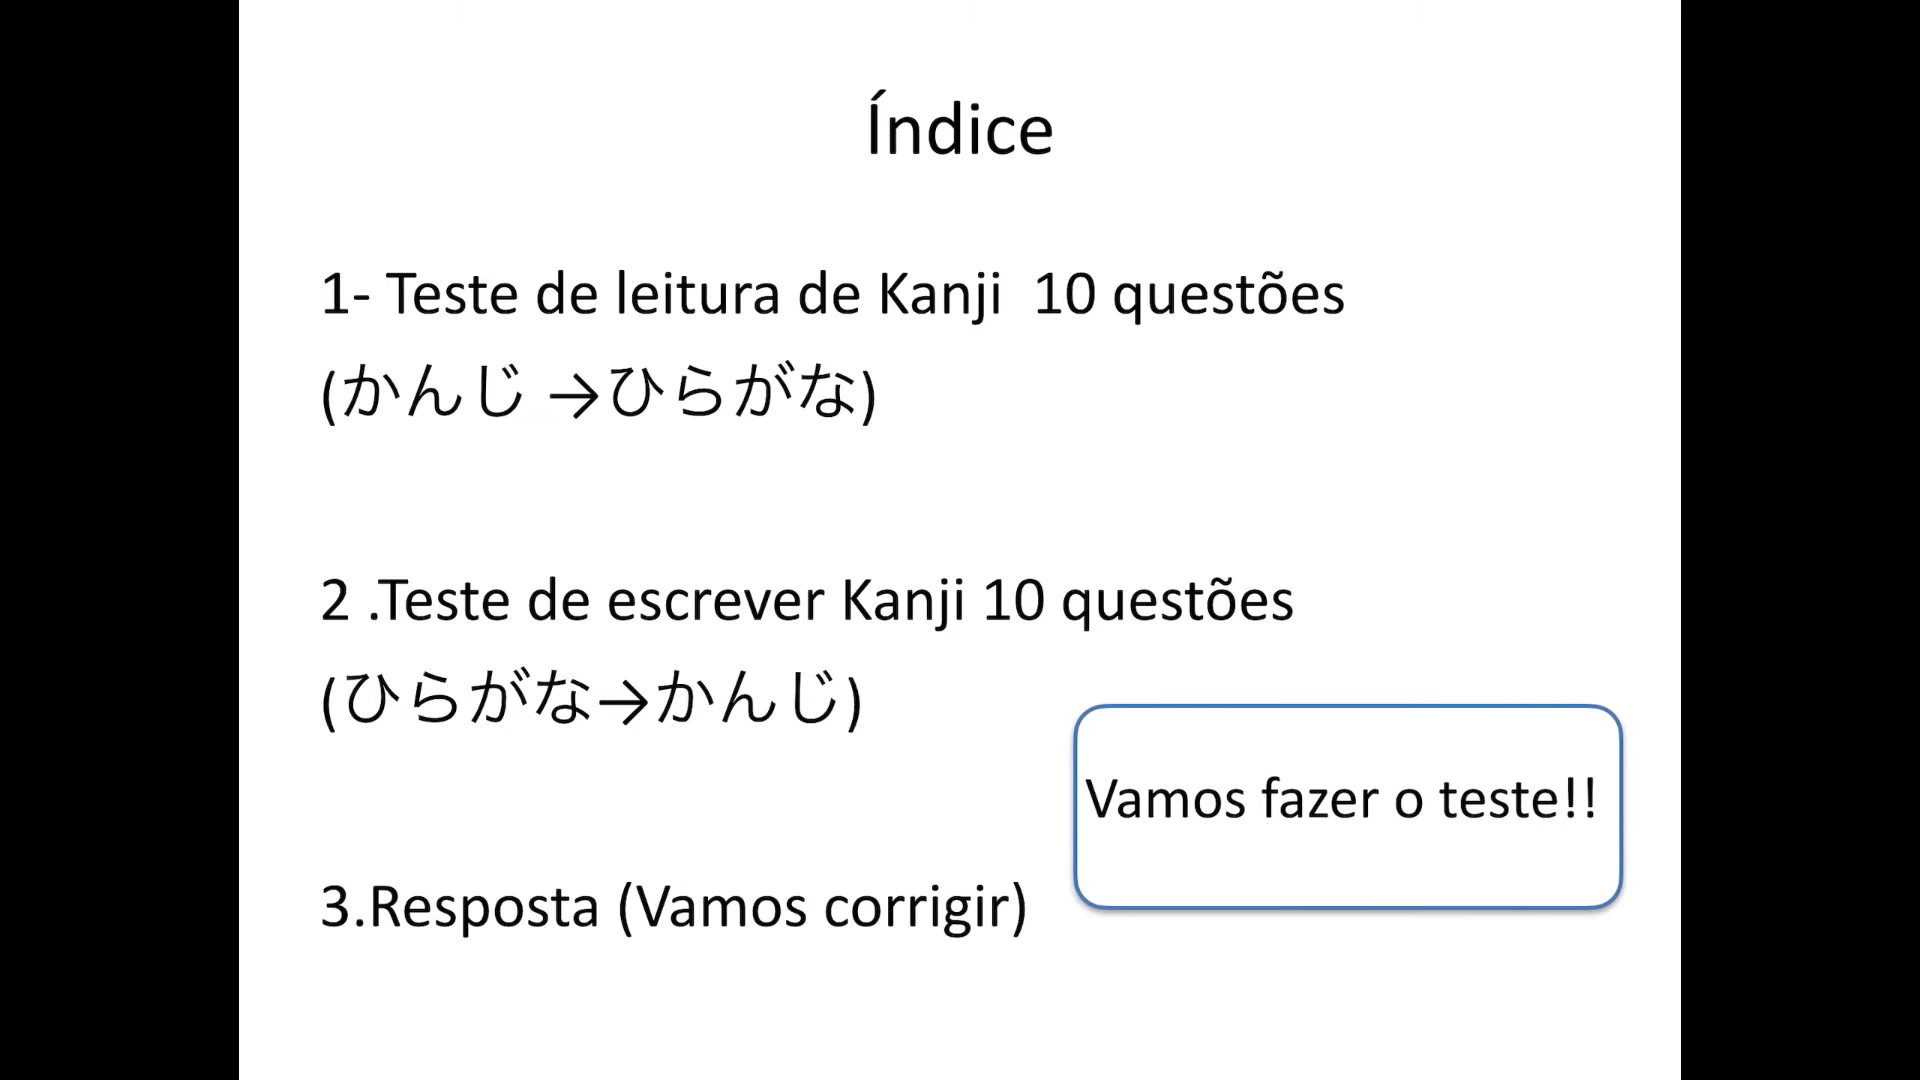 Índice
1- Teste de leitura de Kanji  10 questões
(かんじ →ひらがな)
2 .Teste de escrever Kanji 10 questões
(ひらがな→かんじ)
Vamos fazer o teste!!
3.Resposta (Vamos corrigir)